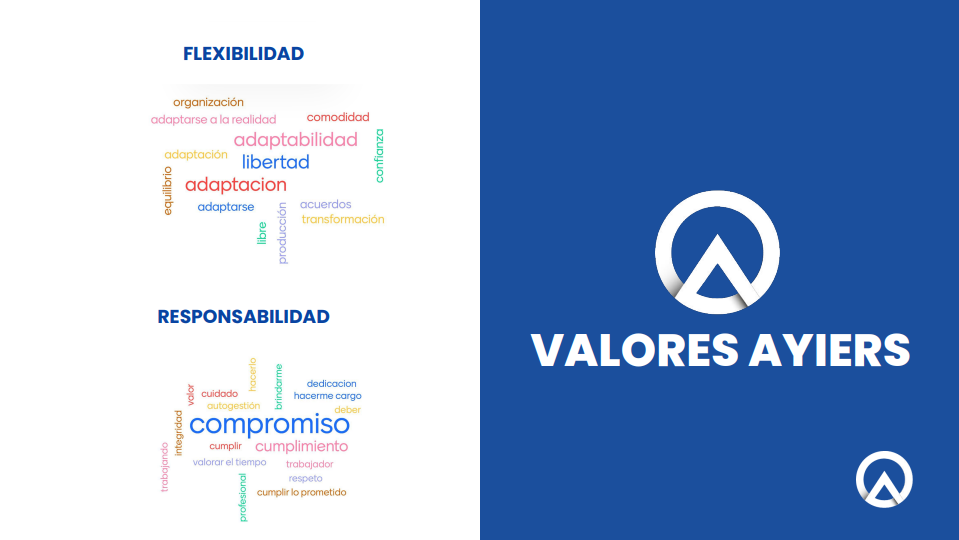 FLEXIBILIDAD
organización
adaptarse a la realidad
comodidad
adaptabilidad
confianza
adaptación
libertad
equilibrio
adaptacion
adaptarse
acuerdos
producción
transformación
libre
RESPONSABILIDAD
hacerlo
brindarme
dedicacion
valor
cuidado
hacerme cargo
autogestión
deber
integridad
compromiso
trabajando
cumplir
cumplimiento
valorar el tiempo
trabajador
respeto
profesional
cumplir lo prometido
VALORES AYIERS